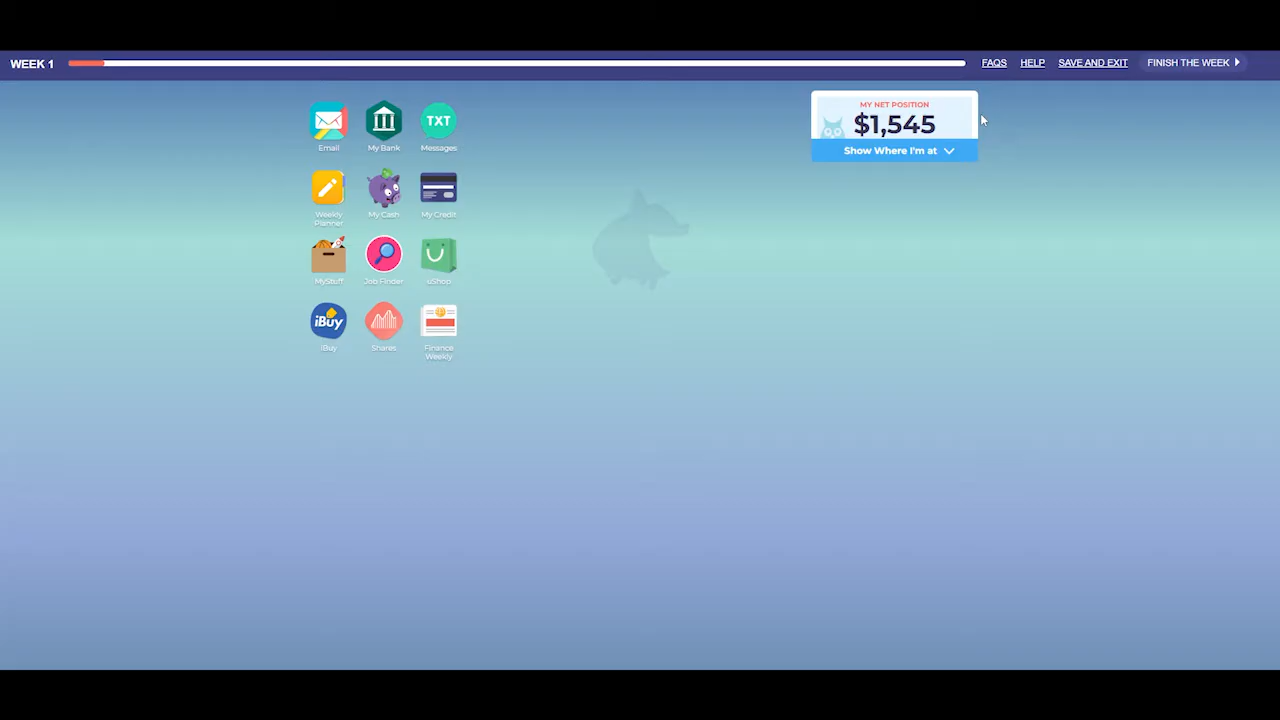 WEEK 1
FAQS HELP SAVE AND EXIT FINISH THE WEEK
MY NET POSITION
$1,545
Show Where I'm at
TXT
Email My Bank Messages
Weekly Planner My Cash My Credit
MyStuff Job Finder uShop
iBuy
iBuy Shares Finance Weekly